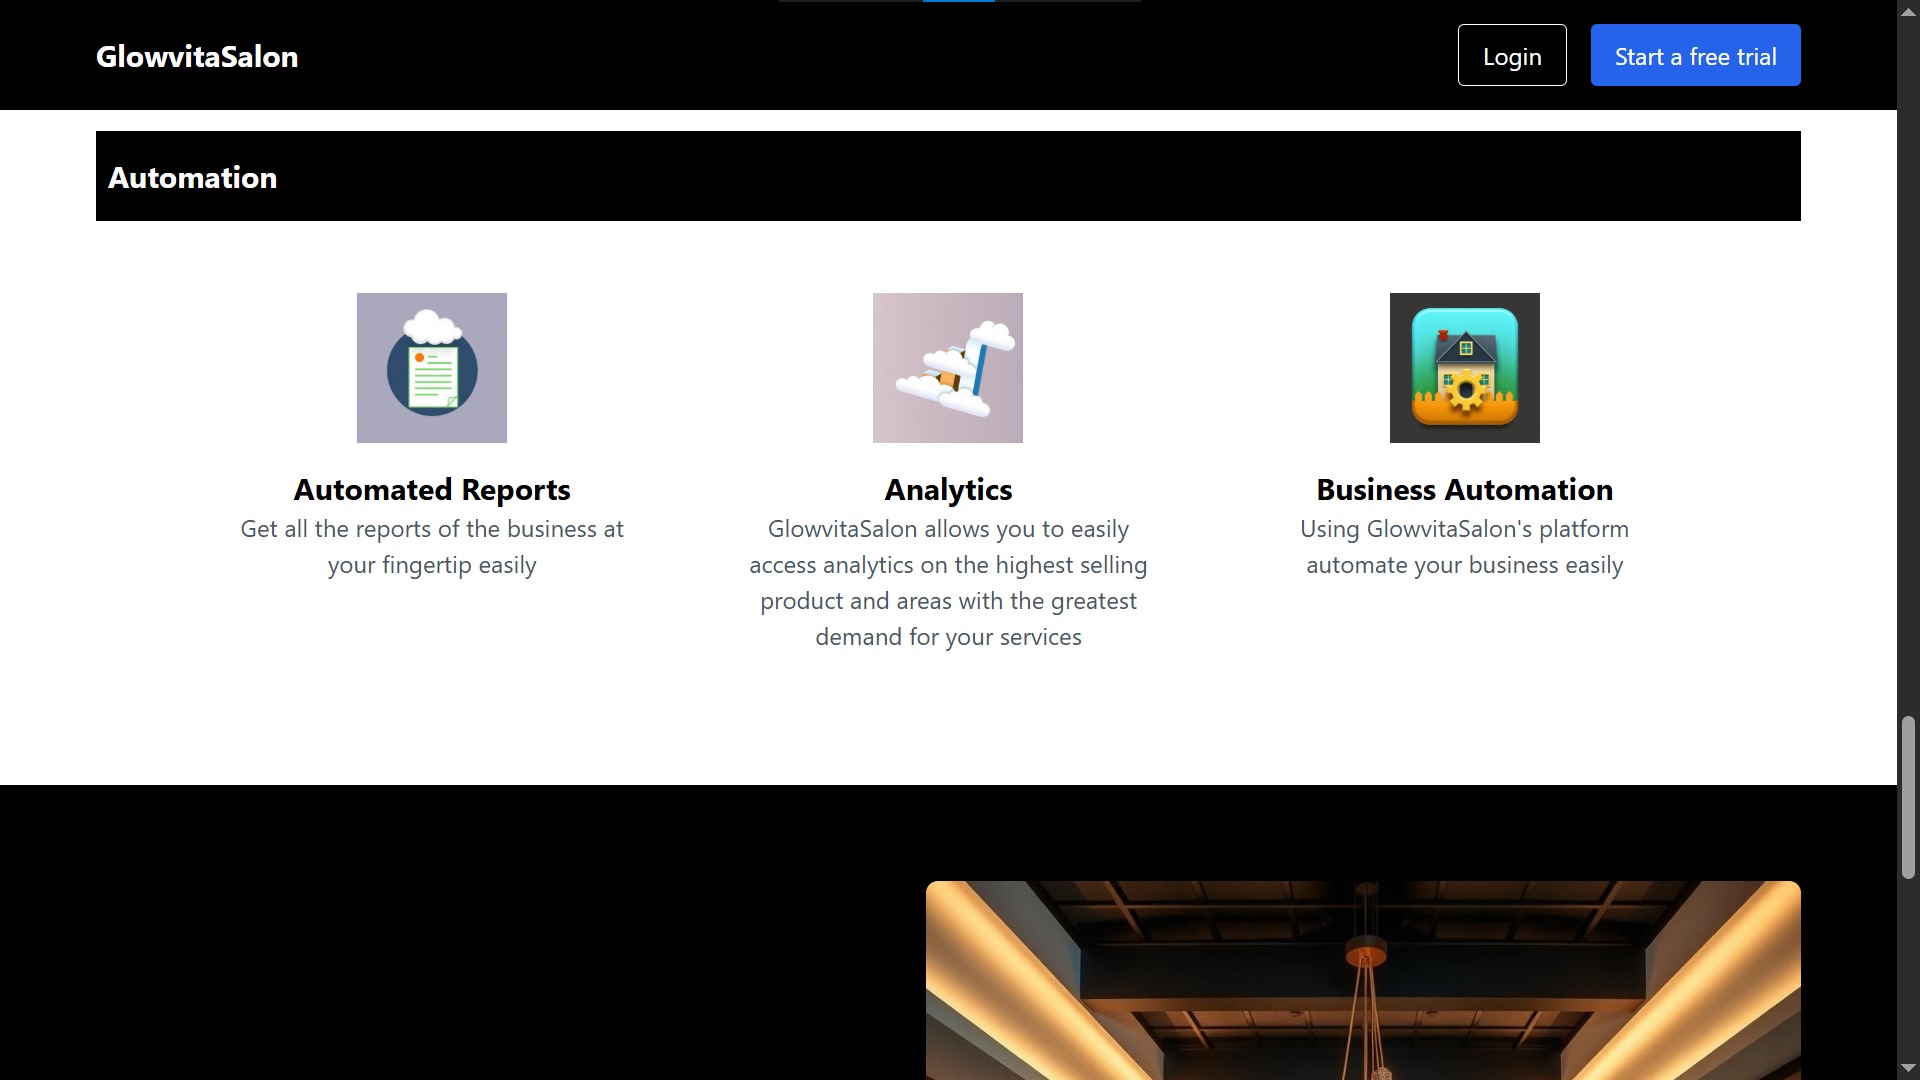 GlowvitaSalon
Login
Start a free trial
Automation
Automated Reports
Get all the reports of the business at
your fingertip easily
Analytics
GlowvitaSalon allows you to easily
access analytics on the highest selling
product and areas with the greatest
demand for your services
Business Automation
Using GlowvitaSalon's platform
automate your business easily